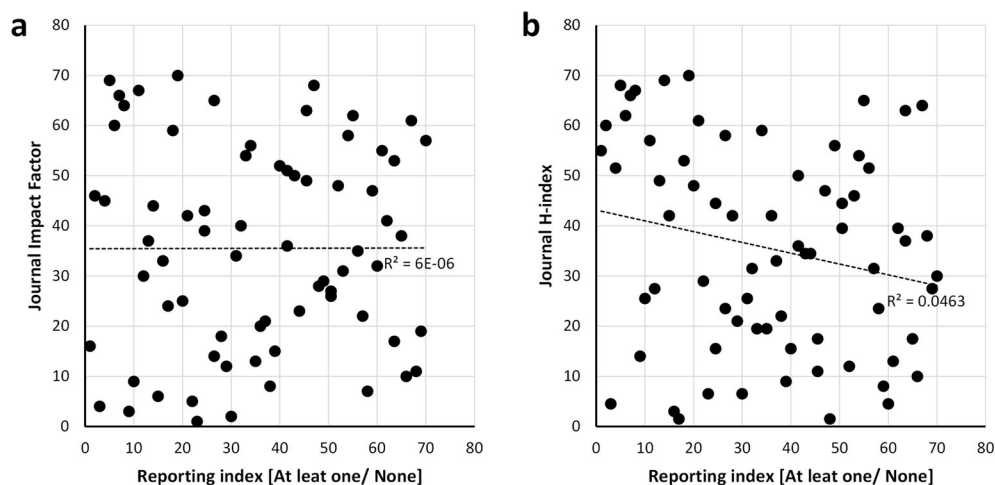 a
80
70
60
50
40
30
20
10
0
Journal Impact Factor
R² = 6E-06
0 10 20 30 40 50 60 70 80
Reporting index [At leat one/ None]
b
80
70
60
50
40
30
20
10
0
Journal H-index
R² = 0.0463
0 10 20 30 40 50 60 70 80
Reporting index [At leat one/ None]